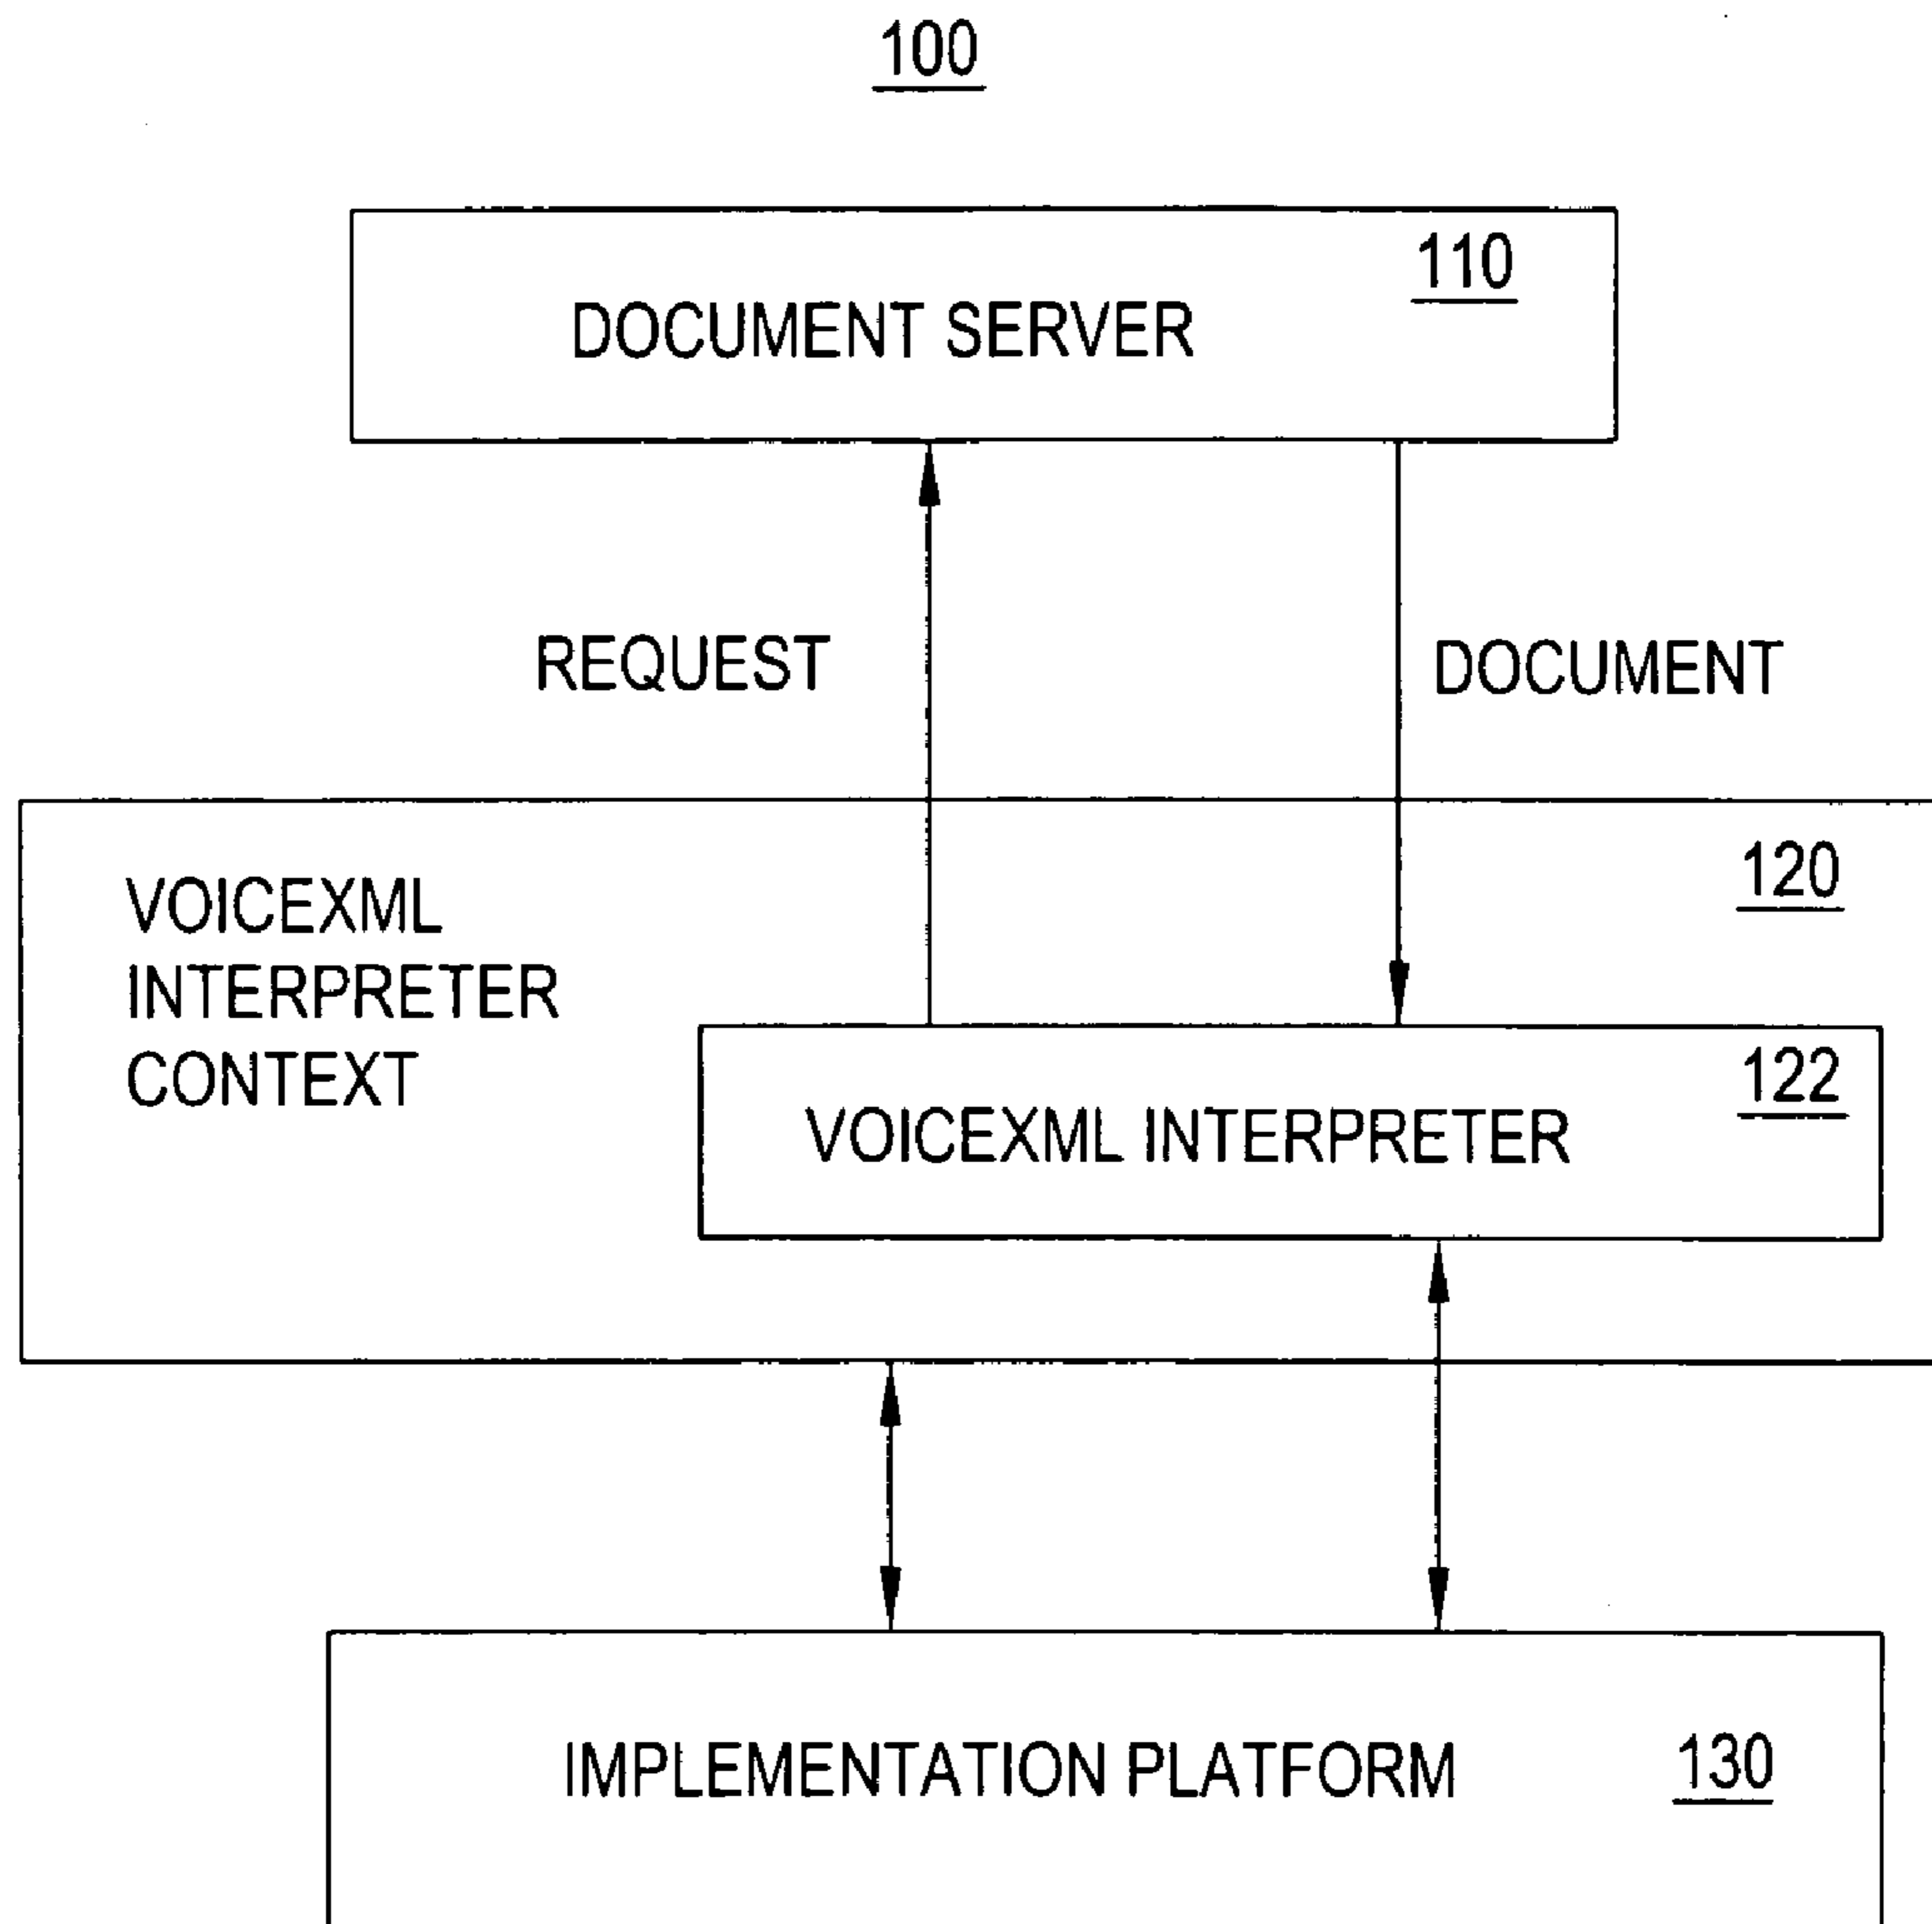 100
110
DOCUMENT SERVER
REQUEST
DOCUMENT
120
VOICEXML
INTERPRETER
CONTEXT
122
VOICEXML INTERPRETER
IMPLEMENTATION PLATFORM
130